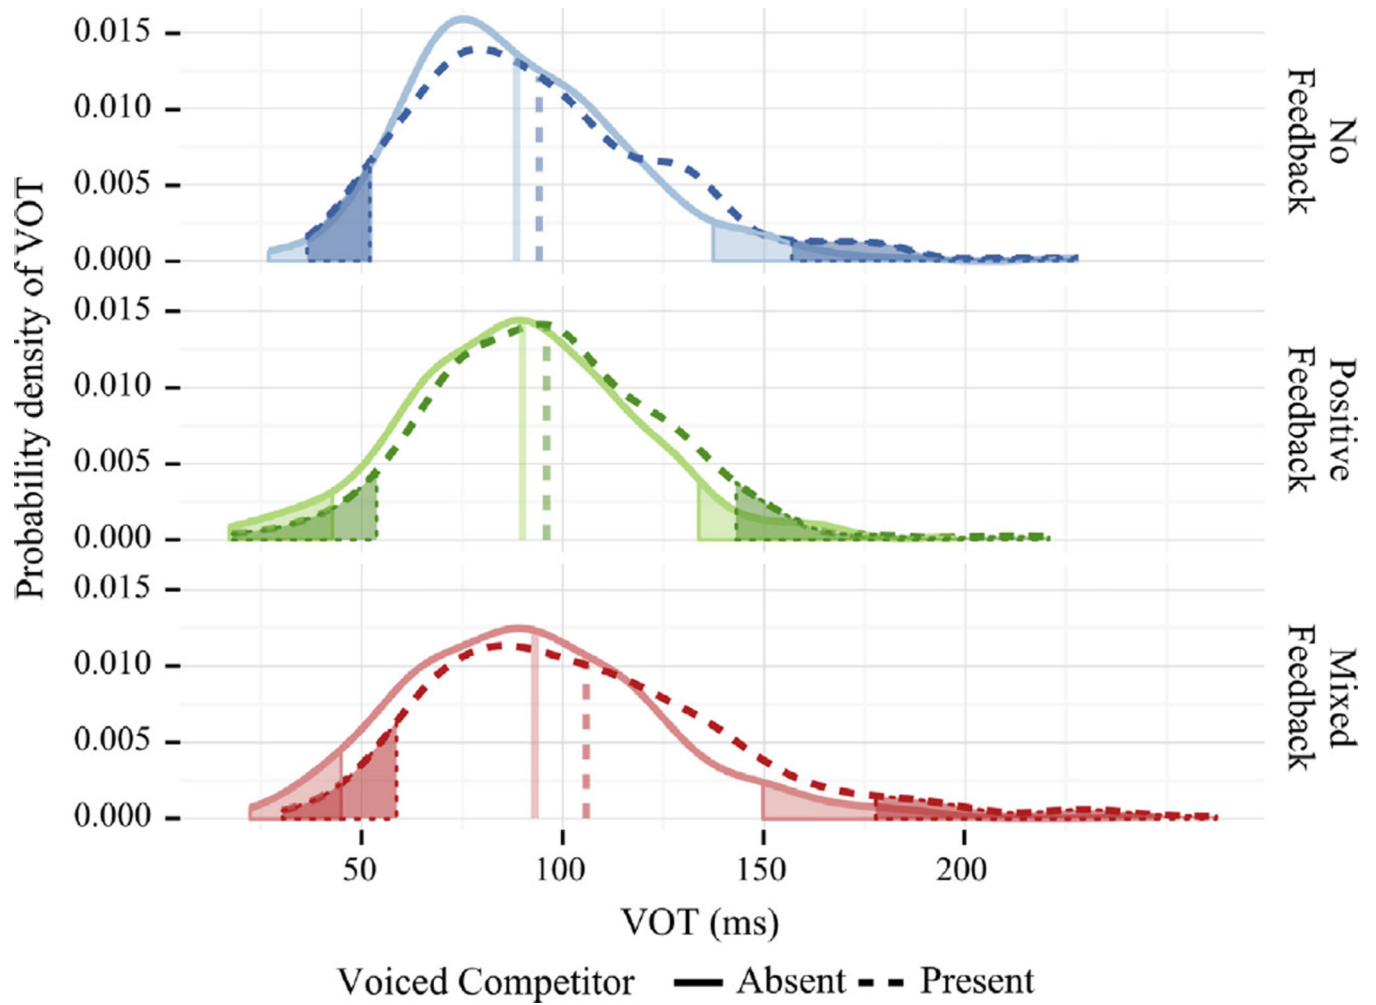 Probability density of VOT
0.015
0.010
0.005
0.000
No
Feedback
0.015
0.010
0.005
0.000
Positive
Feedback
0.015
0.010
0.005
0.000
Mixed
Feedback
50 100 150 200
VOT (ms)
Voiced Competitor Absent Present